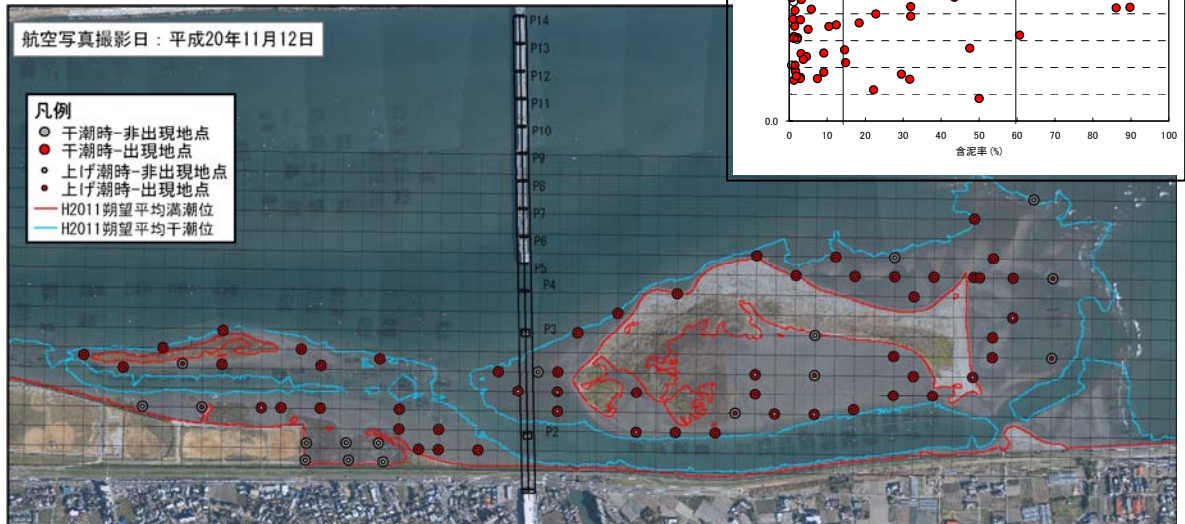 航空写真撮影日：平成20年11月12日
凡例
干潮時-非出現地点
干潮時-出現地点
上げ潮時-非出現地点
上げ潮時-出現地点
H2011朔望平均満潮位
H2011朔望平均干潮位
P14
P13
P12
P11
P10
P9
P8
P7
P6
P5
P4
P3
P2
0.0
0 10 20 30 40 50 60 70 80 90 100
含泥率(%)